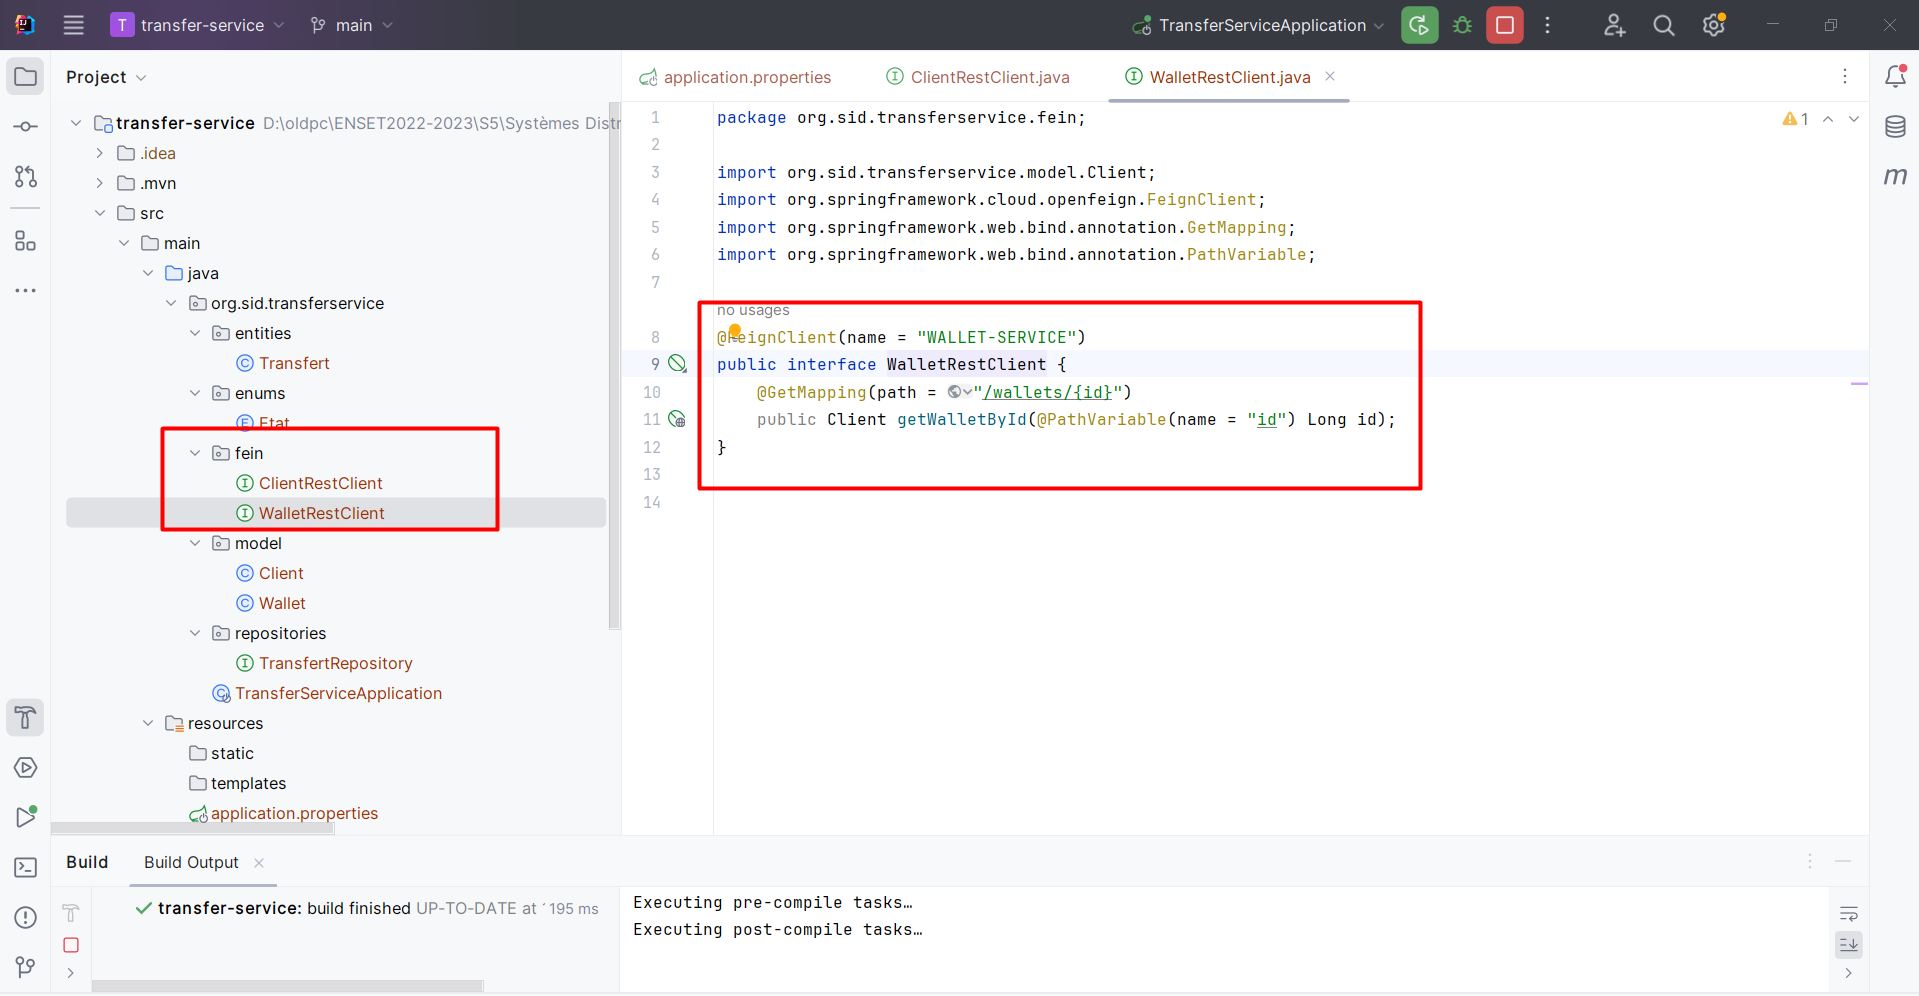 T transfer-service main TransferServiceApplication
Project
transfer-service D:\oldpc\ENSET2022-2023\S5\Systèmes Distr
.idea
.mvn
src
main
java
org.sid.transferservice
entities
Transfert
enums
Etat
fein
ClientRestClient
WalletRestClient
model
Client
Wallet
repositories
TransfertRepository
TransferServiceApplication
resources
static
templates
application.properties
application.properties ClientRestClient.java WalletRestClient.java
1 package org.sid.transferservice.fein; 1
2
3 import org.sid.transferservice.model.Client;
4 import org.springframework.cloud.openfeign.FeignClient;
5 import org.springframework.web.bind.annotation.GetMapping;
6 import org.springframework.web.bind.annotation.PathVariable;
7
no usages
8 @FeignClient(name = "WALLET-SERVICE")
9 public interface WalletRestClient {
10 @GetMapping(path = "/wallets/{id}")
11 public Client getWalletById(@PathVariable(name = "id") Long id);
12 }
13
14
m
Build Build Output
transfer-service: build finished UP-TO-DATE at 195 ms
Executing pre-compile tasks…
Executing post-compile tasks…